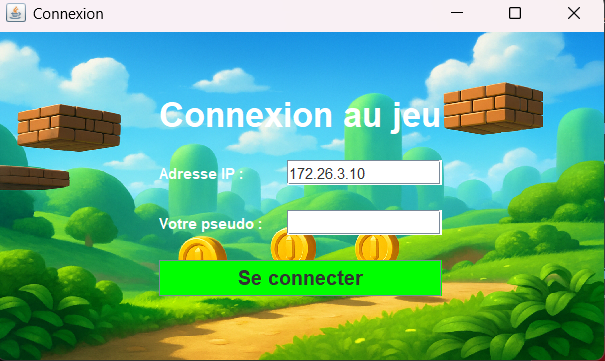 Connexion
Connexion au jeu
Adresse IP : 172.26.3.10
Votre pseudo :
Se connecter